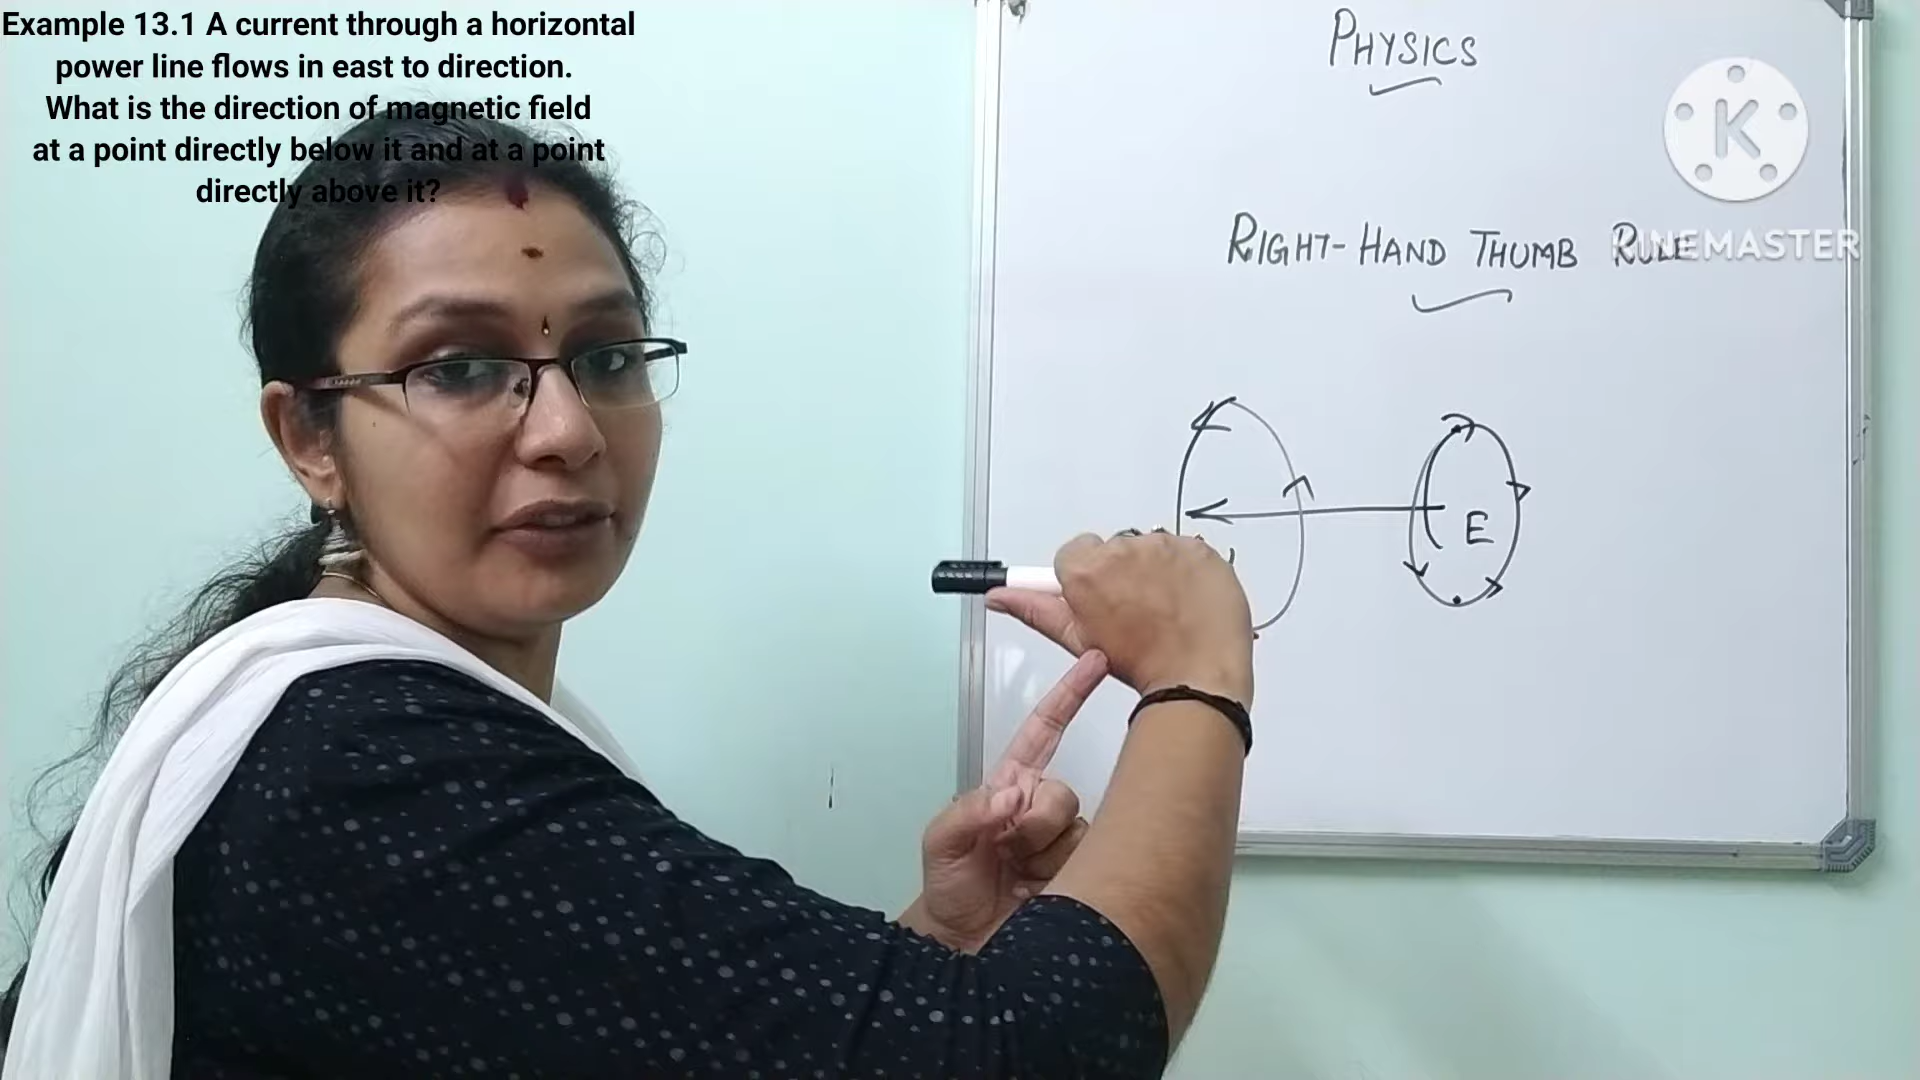 Example 13.1 A current through a horizontal
power line flows in east to direction.
What is the direction of magnetic field
at a point directly below it and at a point
directly above it?
PHYSICS
K
RIGHT-HAND THUMB RULE
KINEMASTER
E